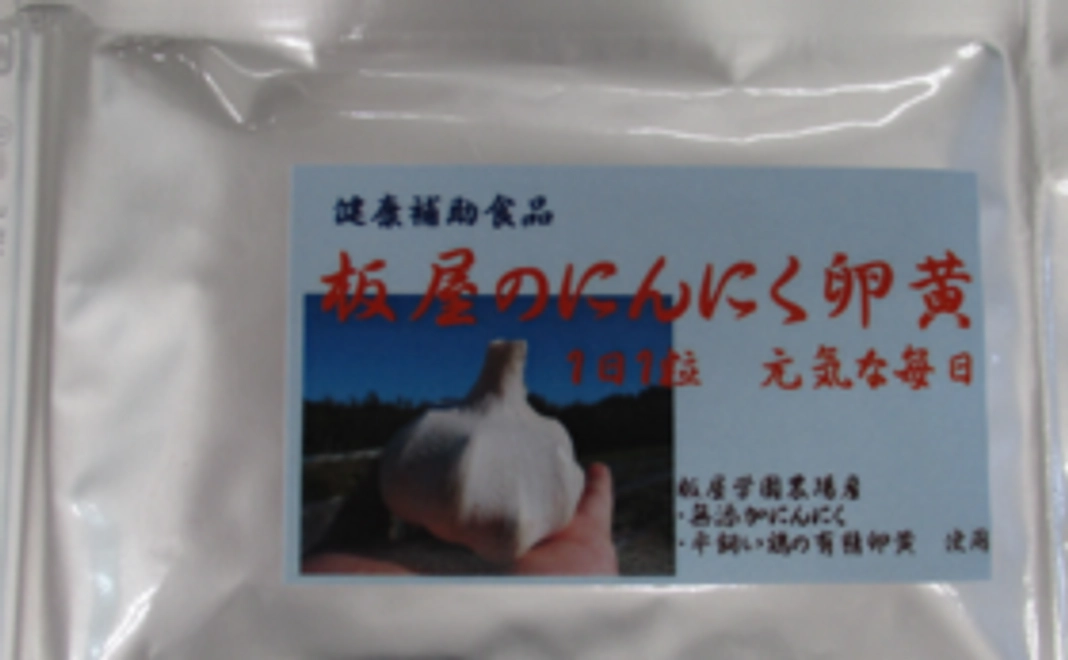 健康補助食品
板屋のにんにく卵黄
1日1粒 元気な毎日
板屋学園農場産
・無添加にんにく
・平飼い鶏の有精卵黄 使用